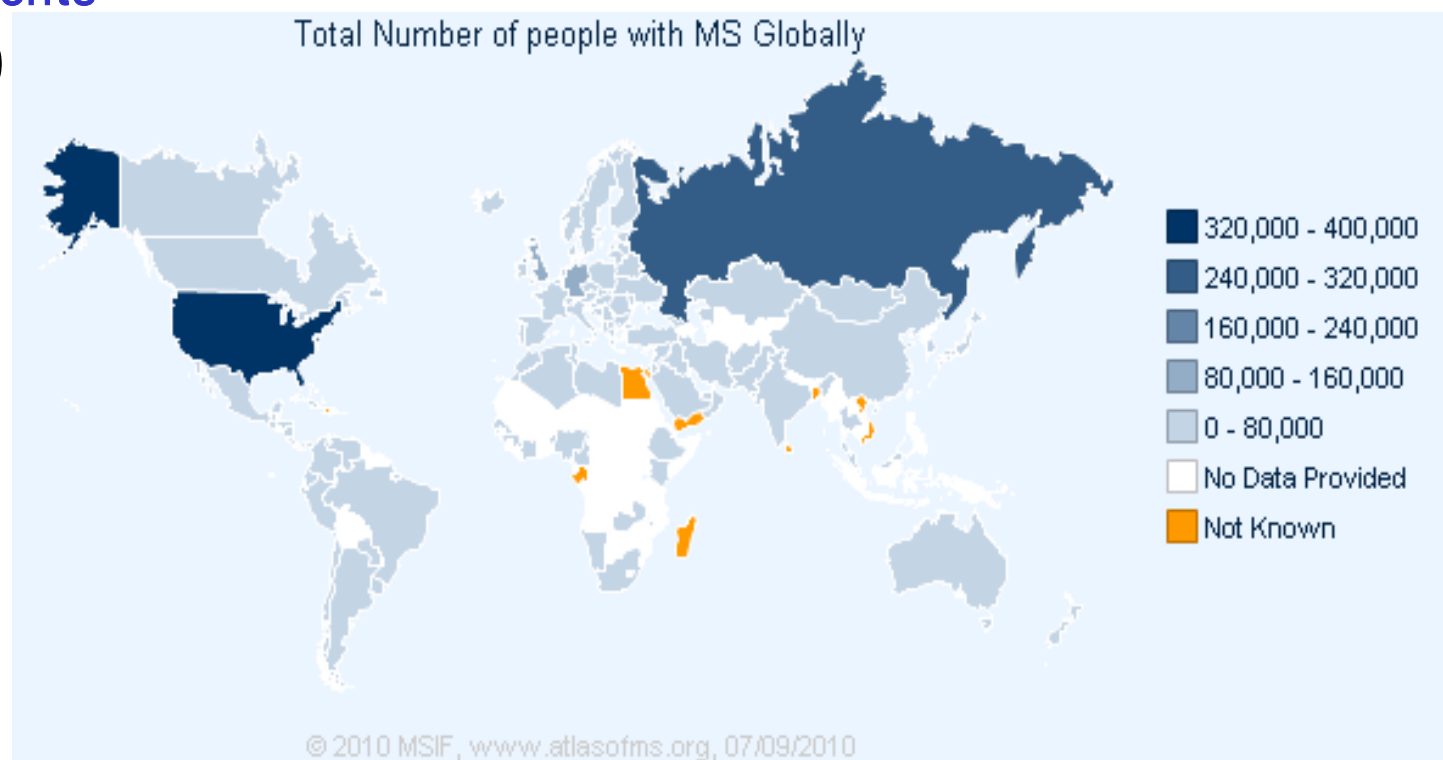 )
Total Number of people with MS Globally
320,000 - 400,000
240,000 - 320,000
160,000 - 240,000
80,000 - 160,000
0 - 80,000
No Data Provided
Not Known
© 2010 MSIF, www.atlasofms.org, 07/09/2010